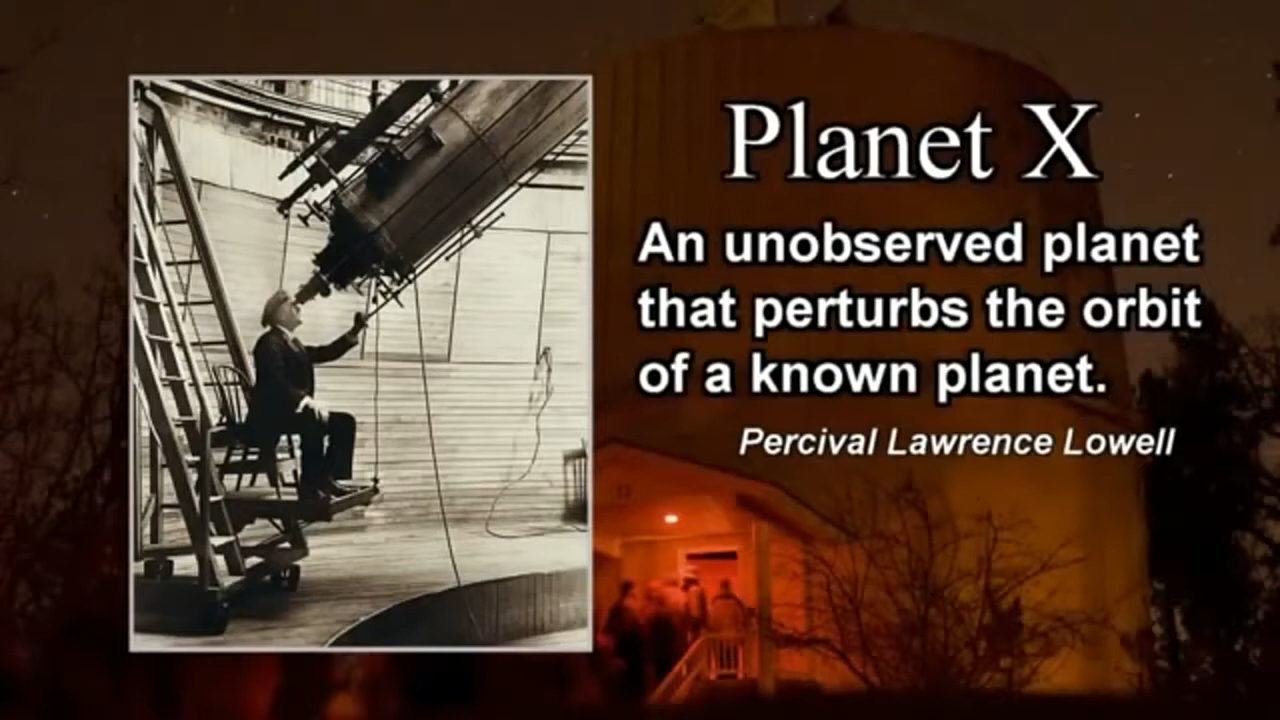 Planet X
An unobserved planet
that perturbs the orbit
of a known planet.
Percival Lawrence Lowell